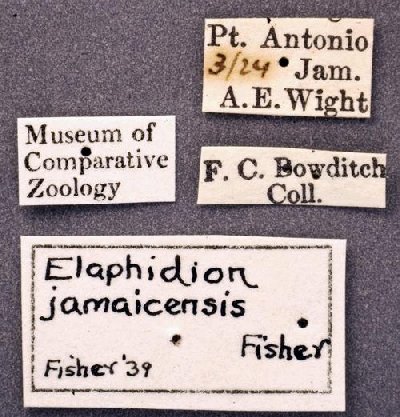 Pt. Antonio
3/24 Jam.
A.E. Wight
Museum of
Comparative
Zoology
F. C. Bowditch
Coll.
Elaphidion
jamaicensis
Fisher
Fisher '39